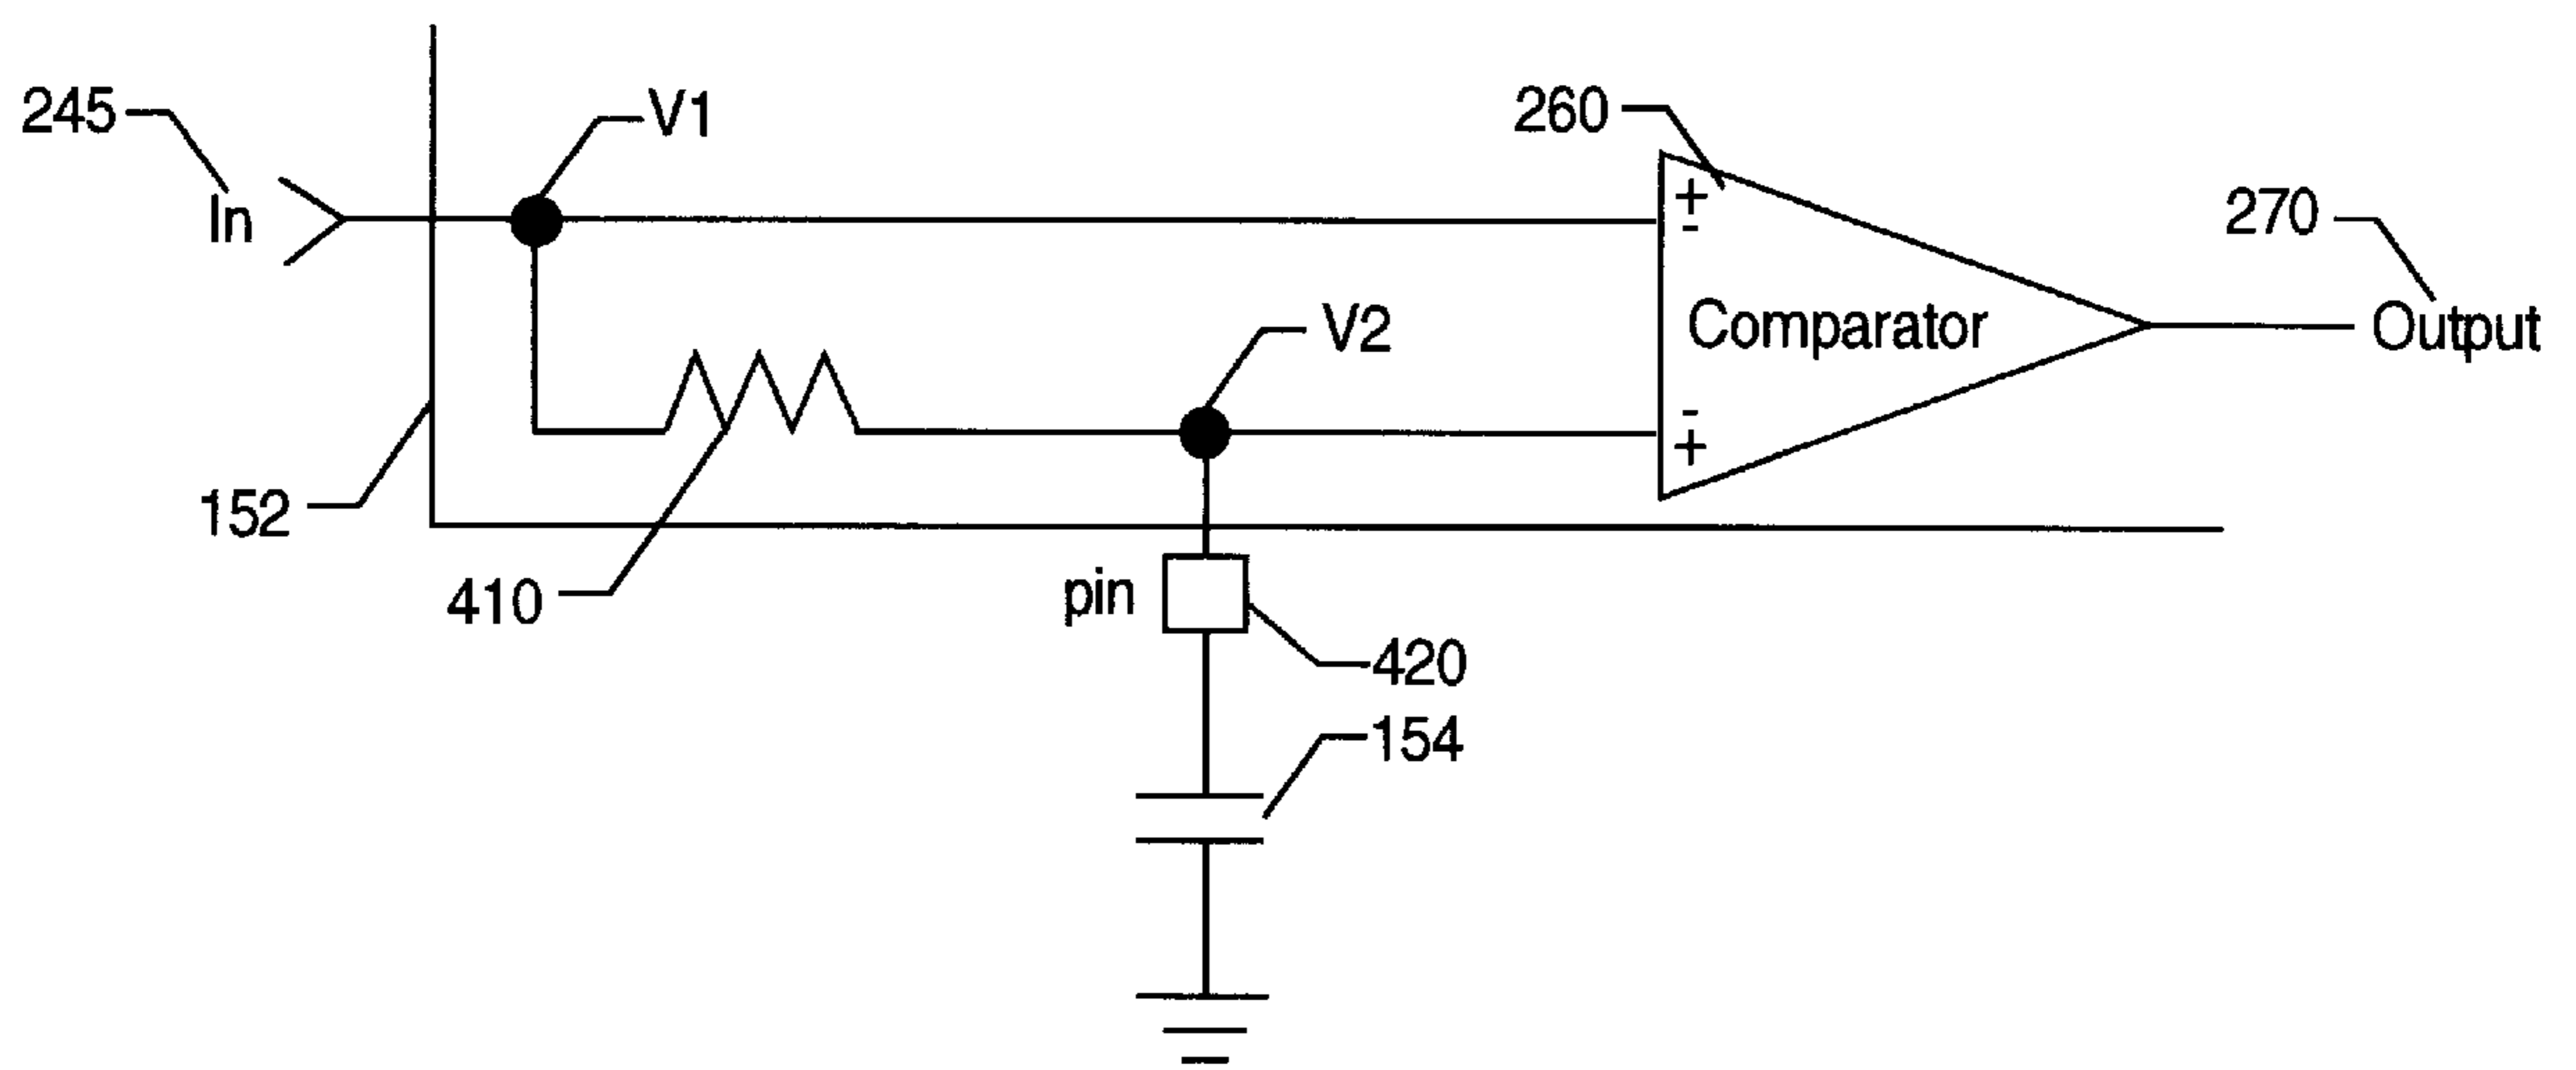 245
In
V1
260
+
-
Comparator
-
+
270
Output
V2
152
410
pin
420
154